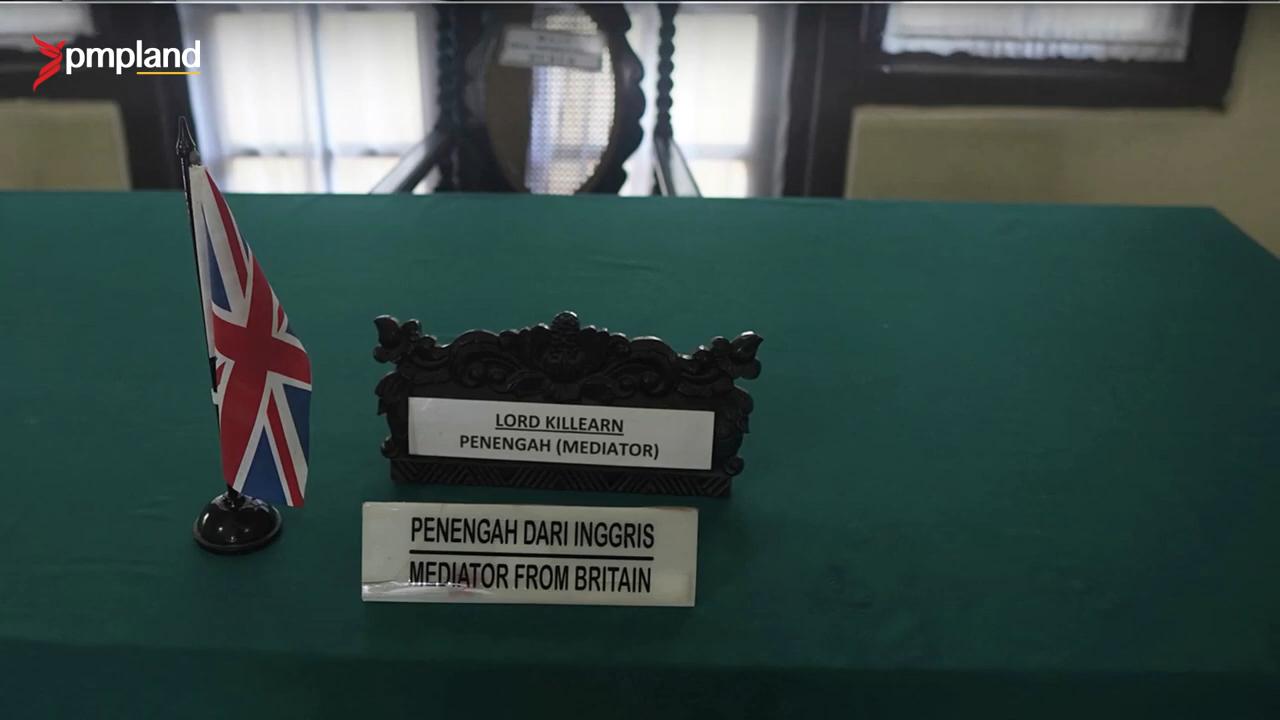 pmpland
LORD KILLEARN
PENENGAH (MEDIATOR)
PENENGAH DARI INGGRIS
MEDIATOR FROM BRITAIN